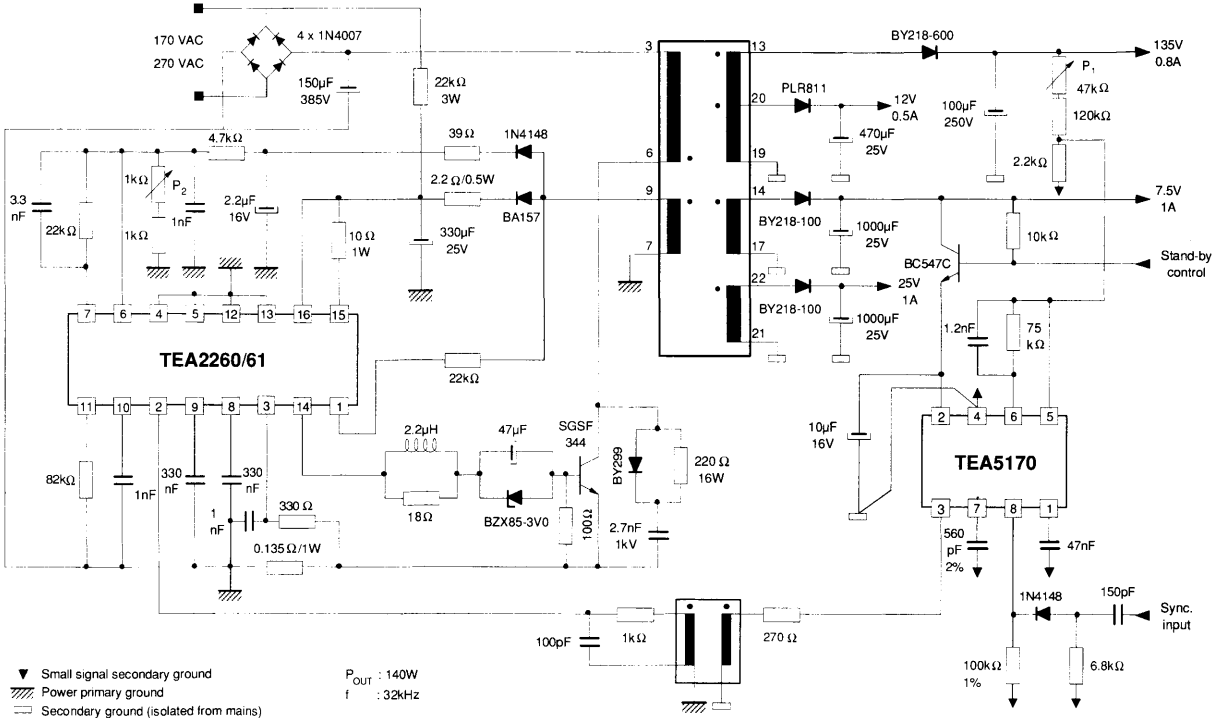 170 VAC
270 VAC
4 x 1N4007
150µF
385V
22kΩ
3W
3
6
9
7
13
20
19
14
17
22
21
BY218-600
PLR811
12V
0.5A
470µF
25V
100µF
250V
P1
47kΩ
120kΩ
2.2kΩ
135V
0.8A
4.7kΩ
39Ω
1N4148
2.2Ω/0.5W
BA157
3.3
nF
22kΩ
1kΩ
P2
1kΩ
1nF
2.2µF
16V
10Ω
1W
330µF
25V
BY218-100
1000µF
25V
7.5V
1A
10kΩ
BC547C
Stand-by
control
BY218-100
25V
1A
1000µF
25V
1.2nF
75
kΩ
7
6
4
5
12
13
16
15
TEA2260/61
11
10
2
9
8
3
14
1
22kΩ
2.2µH
18Ω
47µF
BZX85-3V0
SGSF
344
100Ω
BY299
220Ω
16W
2.7nF
1kV
82kΩ
1nF
330
nF
330
nF
1
nF
330Ω
0.135Ω/1W
10µF
16V
2
4
6
5
TEA5170
3
7
8
1
560
pF
2%
47nF
1N4148
150pF
Sync.
input
100kΩ
1%
6.8kΩ
100pF
1kΩ
270Ω
Small signal secondary ground
Power primary ground
Secondary ground (isolated from mains)
POUT : 140W
f : 32kHz